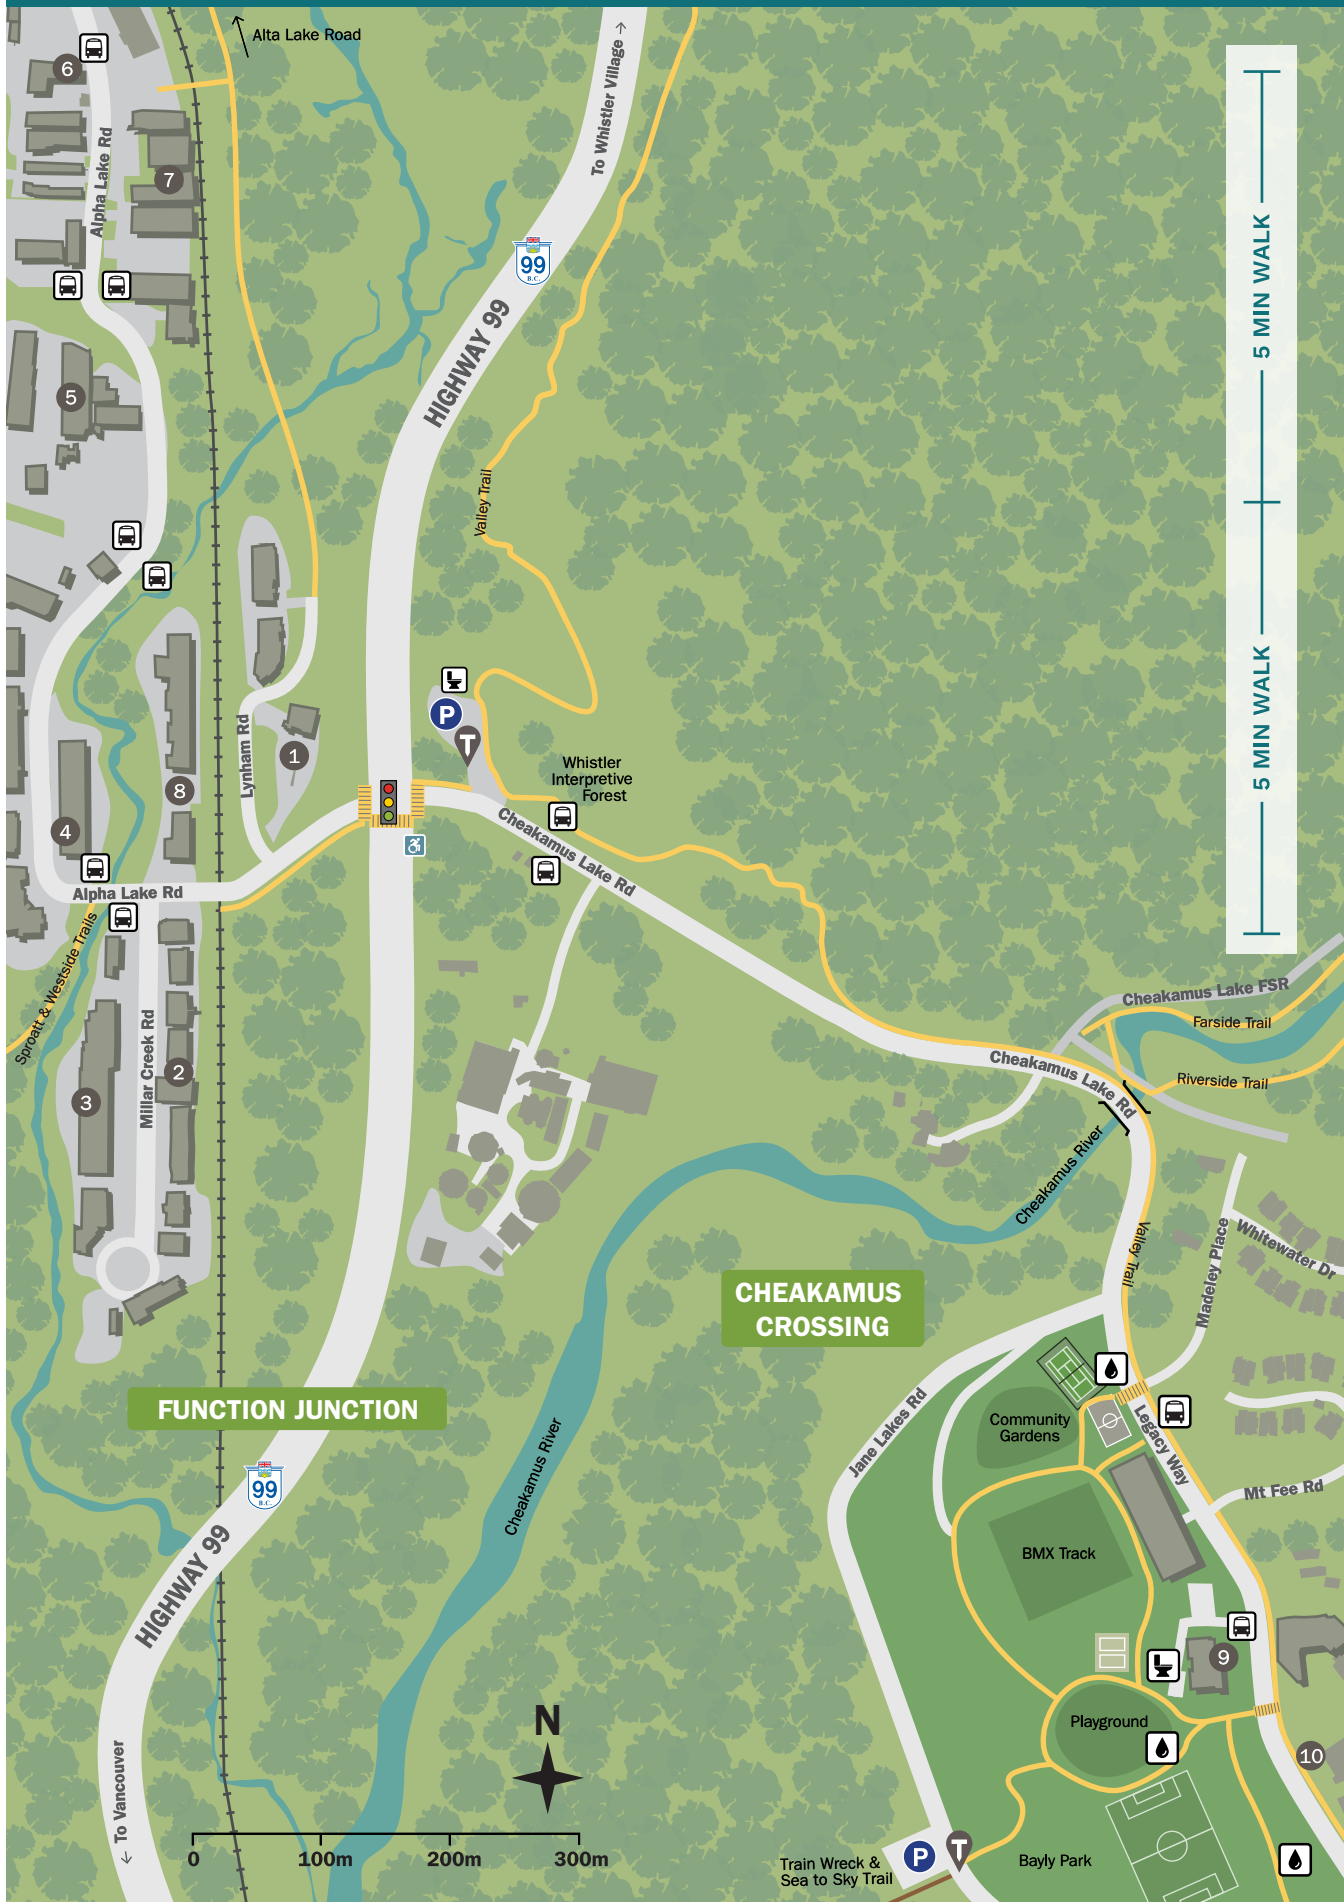 Alta Lake Road
To Whistler Village →
6
Alpha Lake Rd
7
99
B.C.
HIGHWAY 99
5 MIN WALK
5
Valley Trail
5 MIN WALK
P
T
Lynham Rd
1
Whistler
Interpretive
Forest
8
4
Cheakamus Lake Rd
Alpha Lake Rd
Sproatt & Westside Trails
Millar Creek Rd
2
3
Cheakamus Lake FSR
Farside Trail
Riverside Trail
Cheakamus Lake Rd
Cheakamus River
Valley Trail
Madeley Place
Whitewater Dr
CHEAKAMUS
CROSSING
FUNCTION JUNCTION
Jane Lakes Rd
Community
Gardens
Legacy Way
Mt Fee Rd
99
B.C.
Cheakamus River
HIGHWAY 99
BMX Track
9
N
Playground
10
← To Vancouver
0 100m 200m 300m
Train Wreck &
Sea to Sky Trail
P
T
Bayly Park